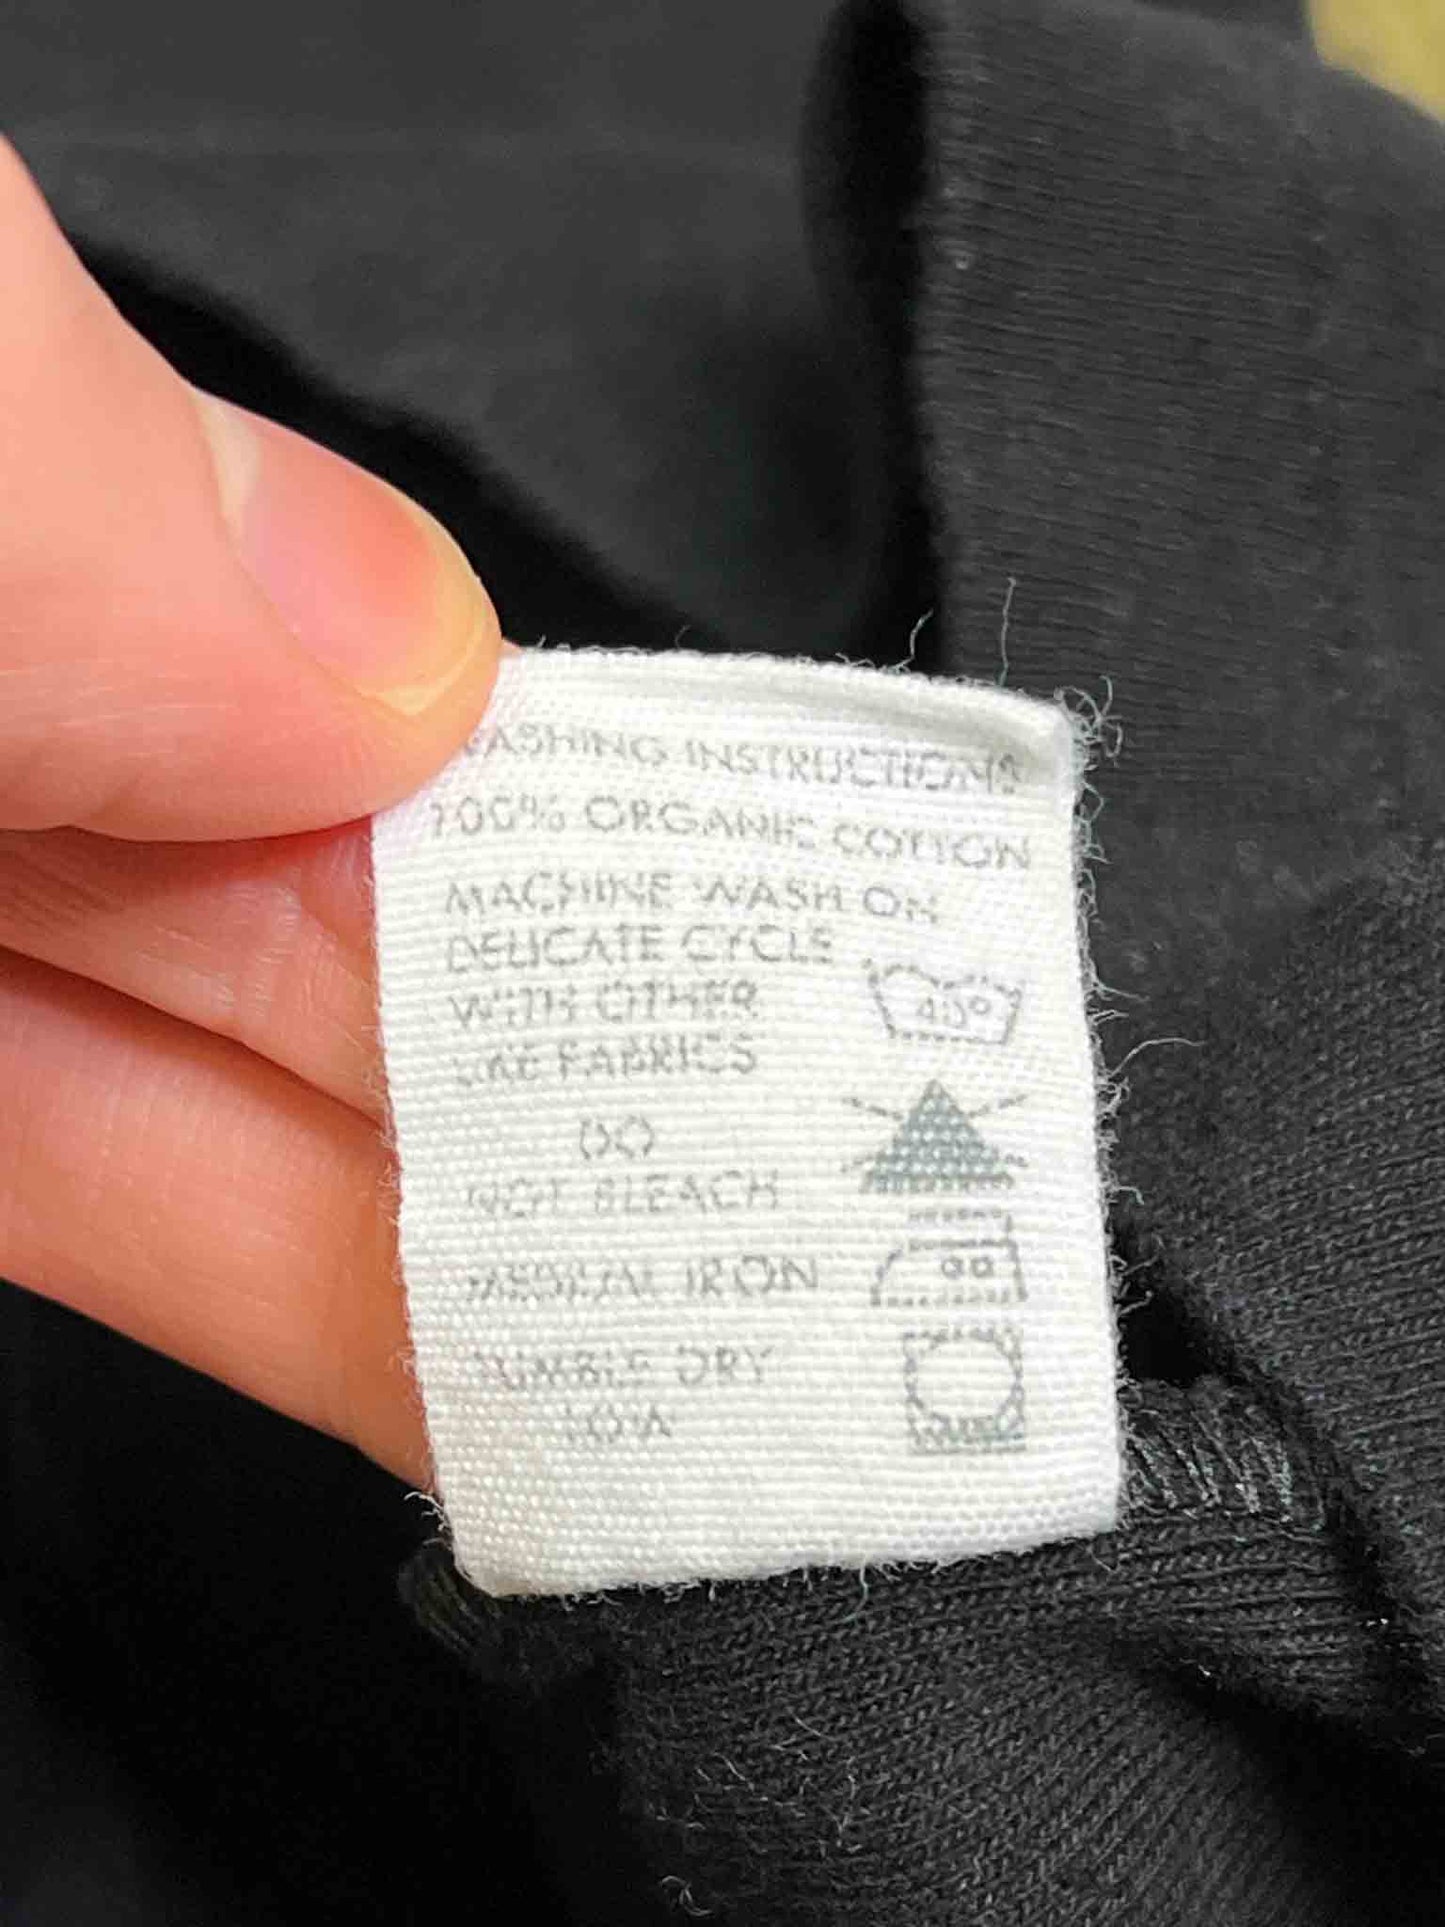 WASHING INSTRUCTIONS
100% ORGANIC COTTON
MACHINE WASH ON
DELICATE CYCLE
WITH OTHER
LIKE FABRICS
40°
DO
NOT BLEACH
MEDIUM IRON
TUMBLE DRY
LOW